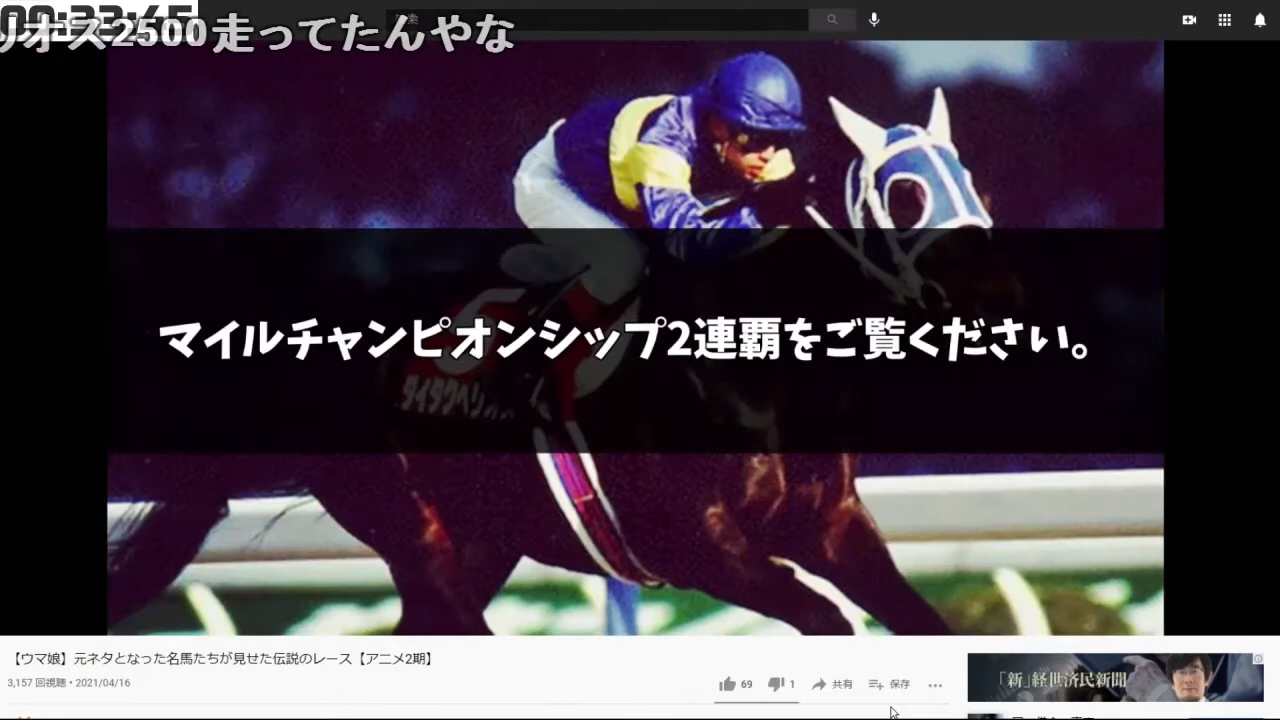 リオス2500走ってたんやな
マイルチャンピオンシップ2連覇をご覧ください。
【ウマ娘】元ネタとなった名馬たちが見せた伝説のレース【アニメ2期】
3,157 回視聴・2021/04/16
69
1
共有
保存
「新」経世済民新聞